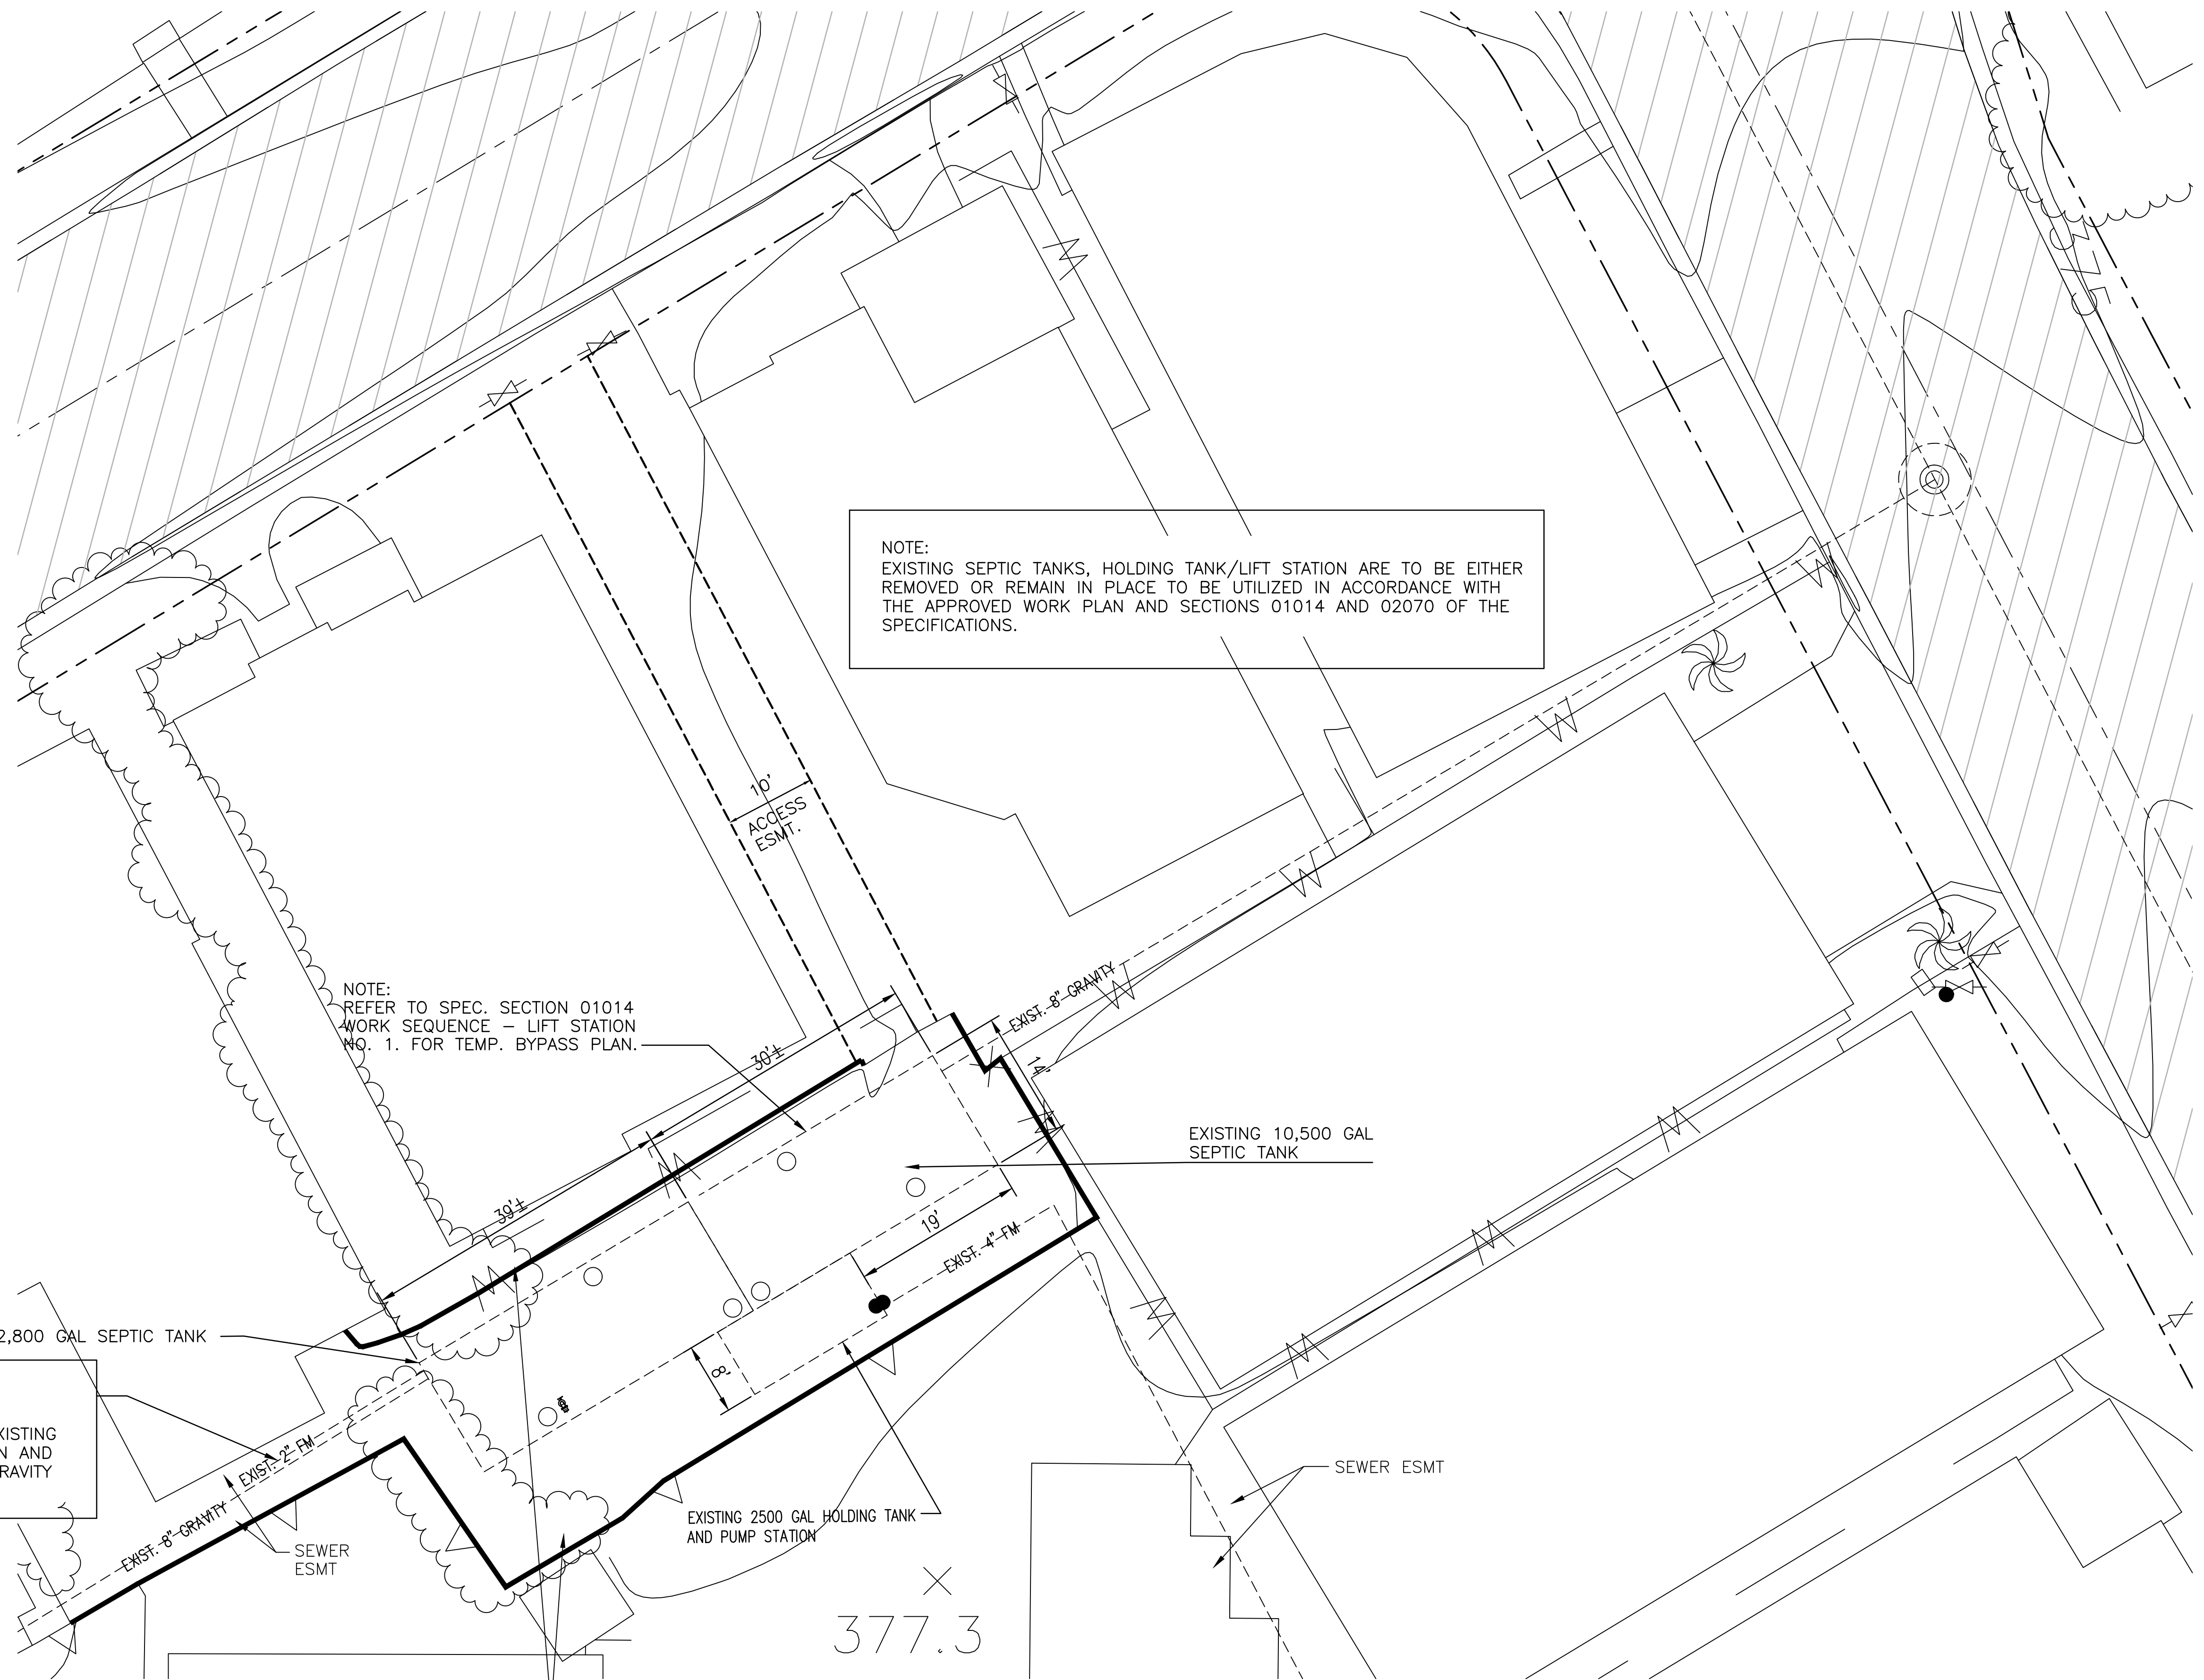 NOTE:
EXISTING SEPTIC TANKS, HOLDING TANK/LIFT STATION ARE TO BE EITHER
REMOVED OR REMAIN IN PLACE TO BE UTILIZED IN ACCORDANCE WITH
THE APPROVED WORK PLAN AND SECTIONS 01014 AND 02070 OF THE
SPECIFICATIONS.
10'
ACCESS
ESMT.
NOTE:
REFER TO SPEC. SECTION 01014
WORK SEQUENCE – LIFT STATION
NO. 1. FOR TEMP. BYPASS PLAN.
EXIST. 8" GRAVITY
30'±
14'
EXISTING 10,500 GAL
SEPTIC TANK
39'±
19'
EXIST. 4" FM
2,800 GAL SEPTIC TANK
8'
XISTING
N AND
RAVITY
EXIST. 2" FM
EXIST. 8" GRAVITY
SEWER
ESMT
EXISTING 2500 GAL HOLDING TANK
AND PUMP STATION
SEWER ESMT
377.3